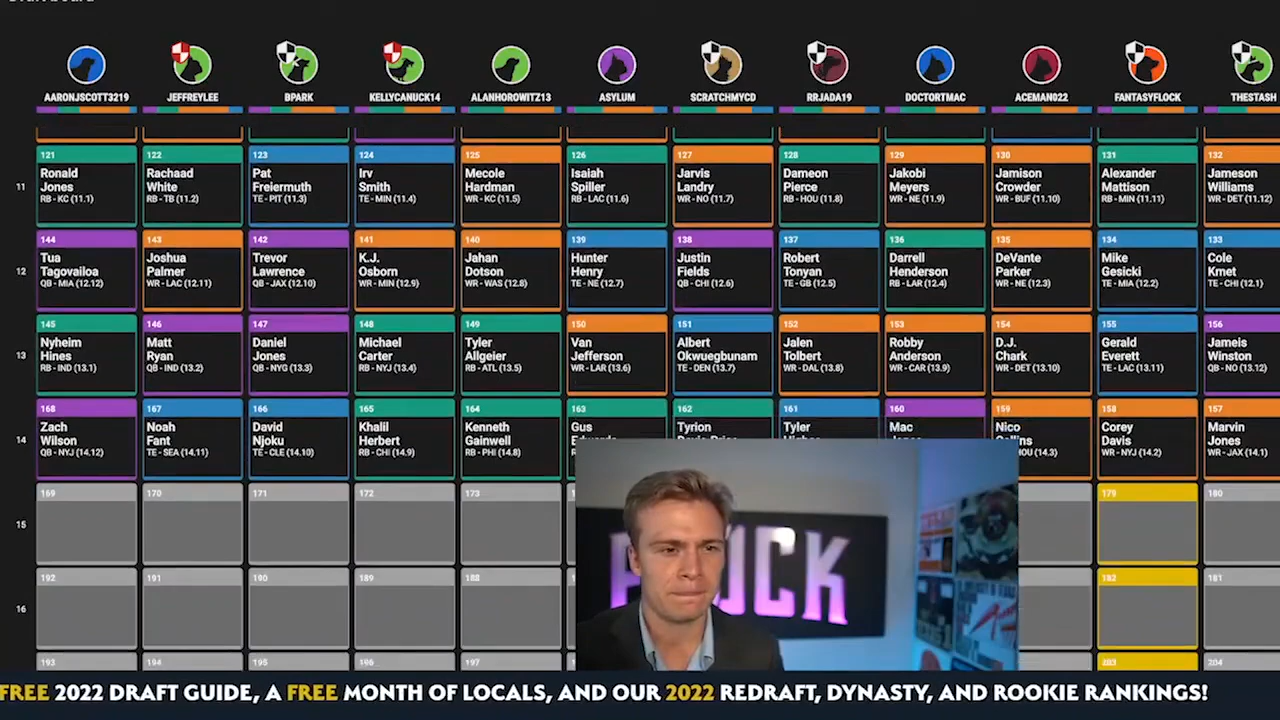 AARONJSCOTT3219 JEFFREYLEE BPARK KELLYCANUCK14 ALANHOROWITZ13 ASYLUM SCRATCHMYCD RRJADA19 DOCTORTMAC ACEMAN022 FANTASYFLOCK THESTASH
121 122 123 124 125 126 127 128 129 130 131 132
Ronald Rachaad Pat Irv Mecole Isaiah Jarvis Dameon Jakobi Jamison Alexander Jameson
11 Jones White Freiermuth Smith Hardman Spiller Landry Pierce Meyers Crowder Mattison Williams
RB - KC (11.1) RB - TB (11.2) TE - PIT (11.3) TE - MIN (11.4) WR - KC (11.5) RB - LAC (11.6) WR - NO (11.7) RB - HOU (11.8) WR - NE (11.9) WR - BUF (11.10) RB - MIN (11.11) WR - DET (11.12)
144 143 142 141 140 139 138 137 136 135 134 133
Tua Joshua Trevor K.J. Jahan Hunter Justin Robert Darrell DeVante Mike Cole
12 Tagovailoa Palmer Lawrence Osborn Dotson Henry Fields Tonyan Henderson Parker Gesicki Kmet
QB - MIA (12.12) WR - LAC (12.11) QB - JAX (12.10) WR - MIN (12.9) WR - WAS (12.8) TE - NE (12.7) QB - CHI (12.6) TE - GB (12.5) RB - LAR (12.4) WR - NE (12.3) TE - MIA (12.2) TE - CHI (12.1)
145 146 147 148 149 150 151 152 153 154 155 156
Nyheim Matt Daniel Michael Tyler Van Albert Jalen Robby D.J. Gerald Jameis
13 Hines Ryan Jones Carter Allgeier Jefferson Okwuegbunam Tolbert Anderson Chark Everett Winston
RB - IND (13.1) QB - IND (13.2) QB - NYG (13.3) RB - NYJ (13.4) RB - ATL (13.5) WR - LAR (13.6) TE - DEN (13.7) WR - DAL (13.8) WR - CAR (13.9) WR - DET (13.10) TE - LAC (13.11) QB - NO (13.12)
168 167 166 165 164 163 162 161 160 159 158 157
Zach Noah David Khalil Kenneth Gus Tyrion Tyler Mac Nico Corey Marvin
14 Wilson Fant Njoku Herbert Gainwell Davis Jones
QB - NYJ (14.12) TE - SEA (14.11) TE - CLE (14.10) RB - CHI (14.9) RB - PHI (14.8) HOU (14.3) WR - NYJ (14.2) WR - JAX (14.1)
169 170 171 172 173 179 180
15
192 191 190 189 188 182 181
16
193 194 195 196 197 203 204
OCK
FREE 2022 DRAFT GUIDE, A FREE MONTH OF LOCALS, AND OUR 2022 REDRAFT, DYNASTY, AND ROOKIE RANKINGS!